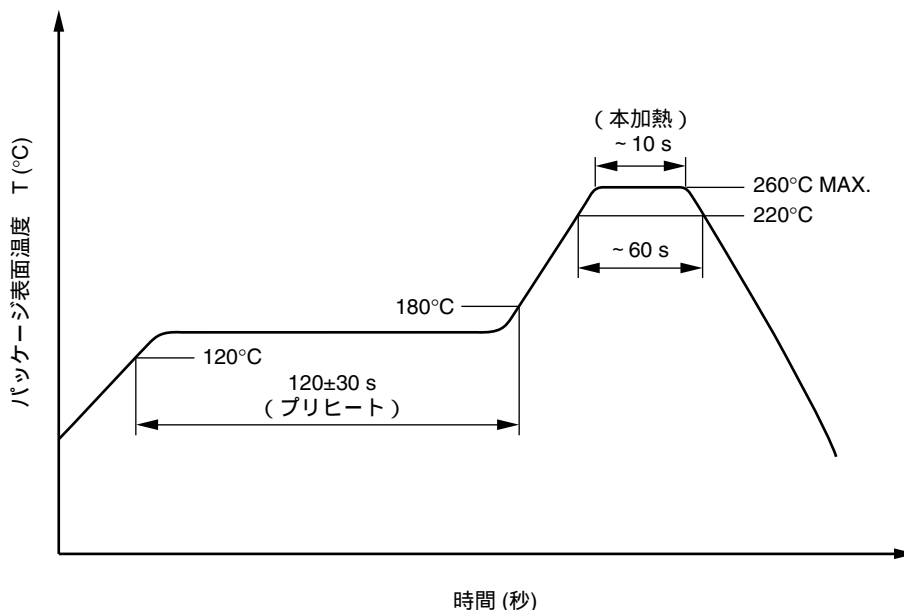 パッケージ表面温度 T (°C)
(本加熱)
~ 10 s
260°C MAX.
220°C
~ 60 s
180°C
120°C
120±30 s
(プリヒート)
時間 (秒)